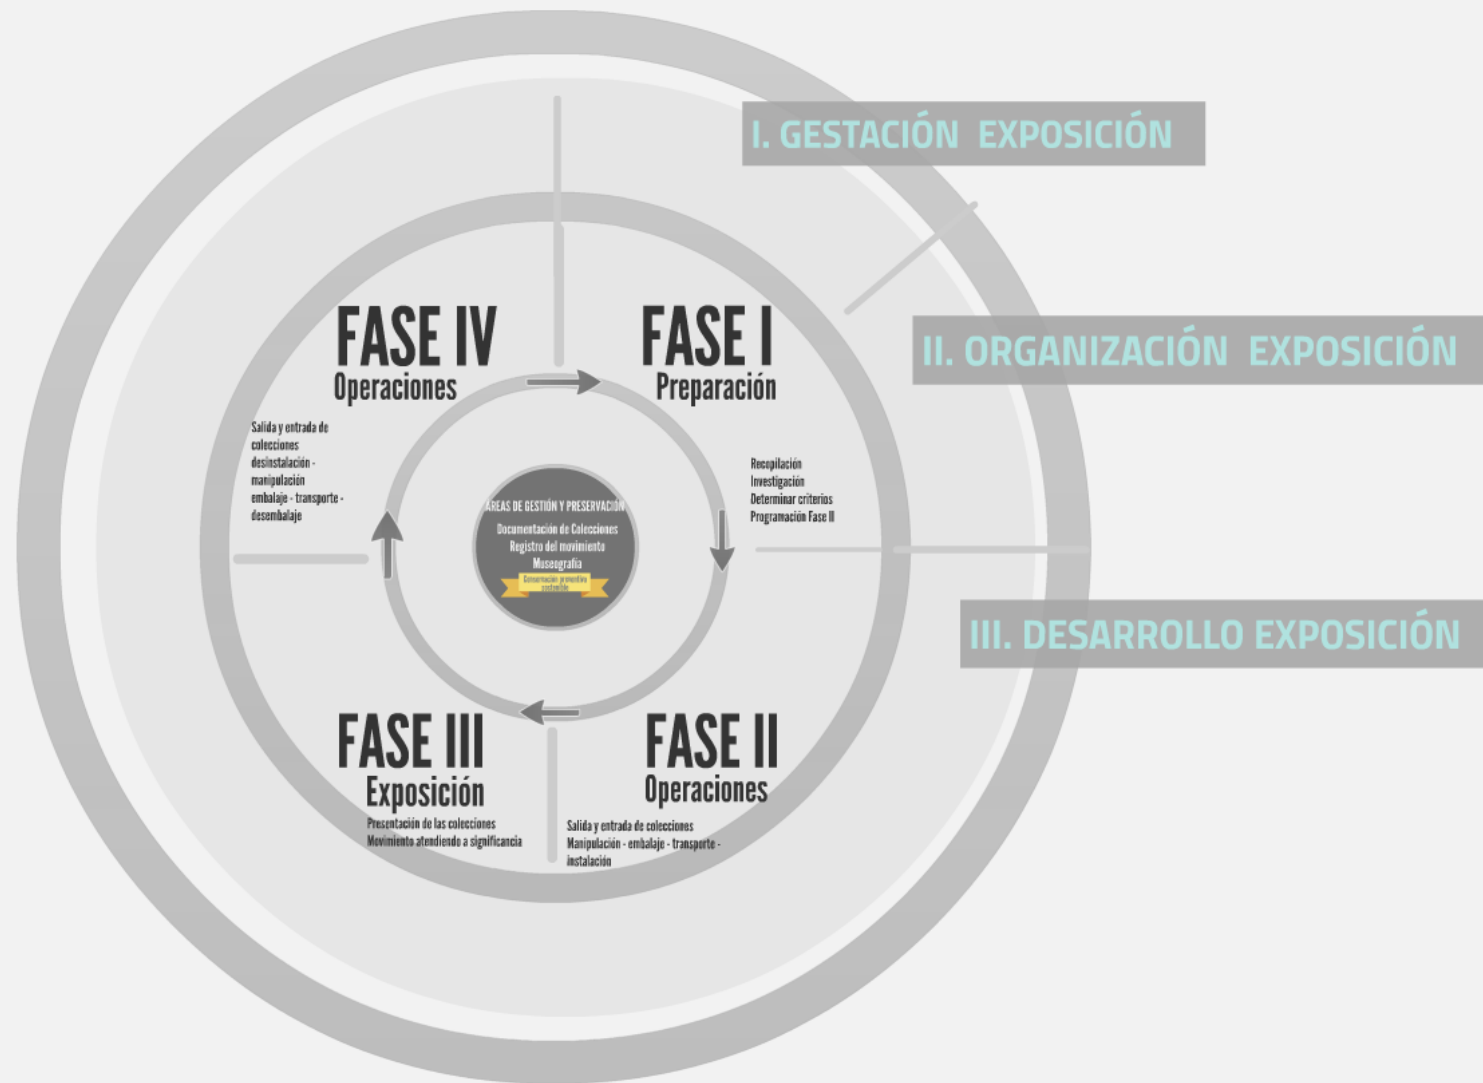 I. GESTACIÓN EXPOSICIÓN
II. ORGANIZACIÓN EXPOSICIÓN
III. DESARROLLO EXPOSICIÓN
FASE I
Preparación
Recopilación
Investigación
Determinar criterios
Programación Fase II
FASE II
Operaciones
Salida y entrada de colecciones
Manipulación - embalaje - transporte -
instalación
FASE III
Exposición
Presentación de las colecciones
Movimiento atendiendo a significancia
FASE IV
Operaciones
Salida y entrada de
colecciones
desinstalación -
manipulación
embalaje - transporte -
desembalaje
ÁREAS DE GESTIÓN Y PRESERVACIÓN
Documentación de Colecciones
Registro del movimiento
Museografía
Conservación preventiva
sostenible